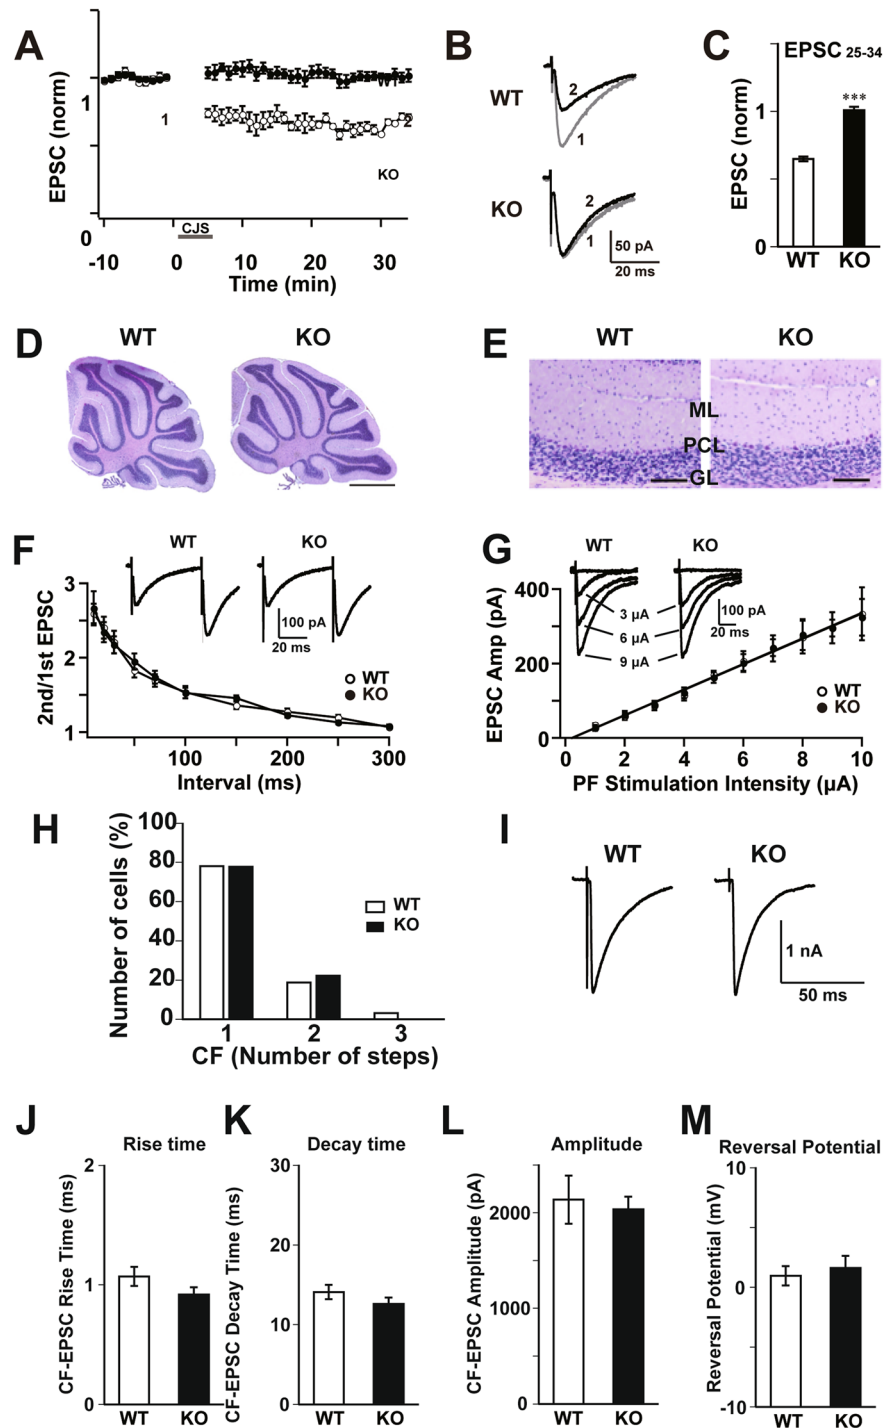 A
EPSC (norm)
1
0
1
WT
2
KO
CJS
-10
0
10
20
30
Time (min)
B
WT
2
1
KO
2
1
50 pA
20 ms
C
EPSC 25-34
***
EPSC (norm)
1
0
WT
KO
D
WT
KO
E
WT
KO
ML
PCL
GL
F
WT
KO
100 pA
20 ms
2nd/1st EPSC
3
2
1
WT
KO
100
200
300
Interval (ms)
G
WT
KO
3 µA
6 µA
9 µA
100 pA
20 ms
EPSC Amp (pA)
400
200
0
WT
KO
0
2
4
6
8
10
PF Stimulation Intensity (µA)
H
Number of cells (%)
100
80
60
40
20
0
WT
KO
1
2
3
CF (Number of steps)
I
WT
KO
1 nA
50 ms
J
Rise time
CF-EPSC Rise Time (ms)
2
1
0
WT
KO
K
Decay time
CF-EPSC Decay Time (ms)
30
20
10
0
WT
KO
L
Amplitude
CF-EPSC Amplitude (pA)
2000
1000
0
WT
KO
M
Reversal Potential
Reversal Potential (mV)
10
0
-10
WT
KO